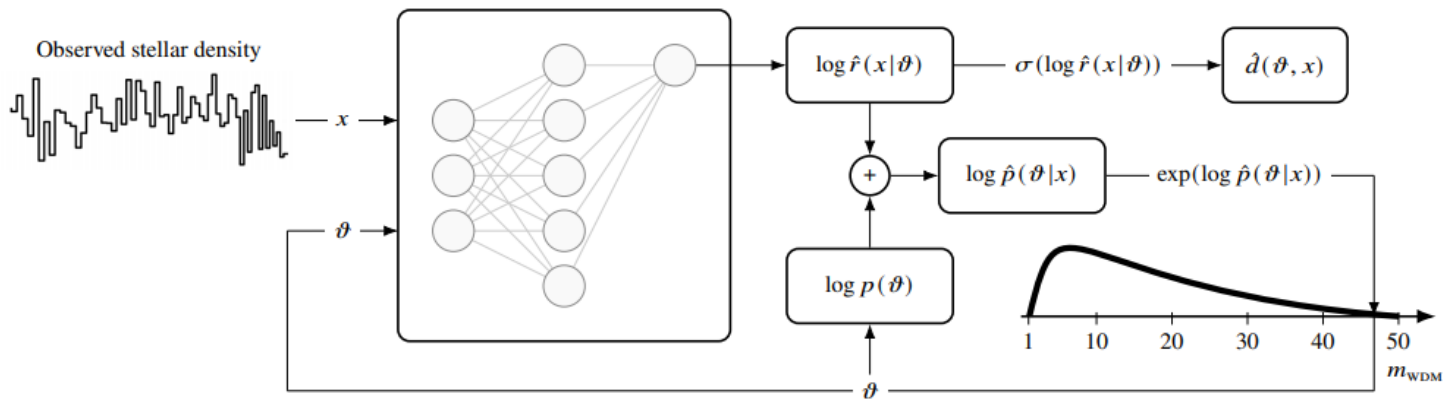 Observed stellar density
x
ϑ
log r̂(x|ϑ)
σ(log r̂(x|ϑ))
d̂(ϑ, x)
+
log p̂(ϑ|x)
exp(log p̂(ϑ|x))
log p(ϑ)
ϑ
1 10 20 30 40 50
m_WDM